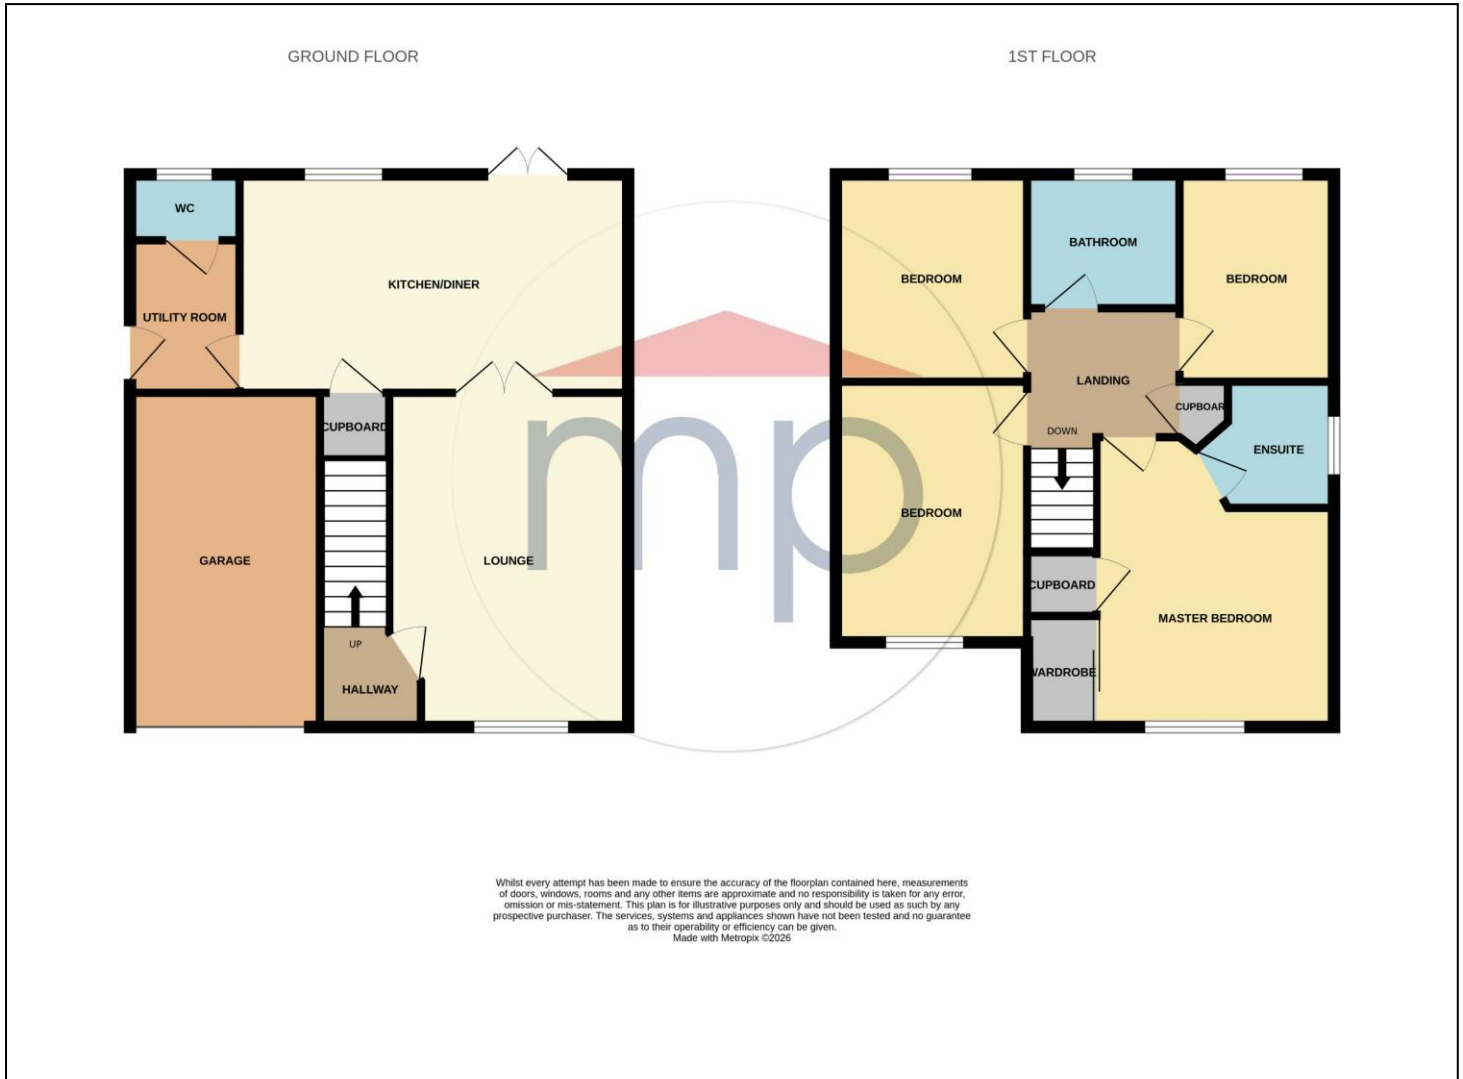 GROUND FLOOR
1ST FLOOR
WC
KITCHEN/DINER
UTILITY ROOM
CUPBOARD
GARAGE
LOUNGE
UP
HALLWAY
BEDROOM
BATHROOM
BEDROOM
LANDING
CUPBOAR
DOWN
ENSUITE
BEDROOM
CUPBOARD
MASTER BEDROOM
WARDROBE
mp
Whilst every attempt has been made to ensure the accuracy of the floorplan contained here, measurements
of doors, windows, rooms and any other items are approximate and no responsibility is taken for any error,
omission or mis-statement. This plan is for illustrative purposes only and should be used as such by any
prospective purchaser. The services, systems and appliances shown have not been tested and no guarantee
as to their operability or efficiency can be given.
Made with Metropix ©2026